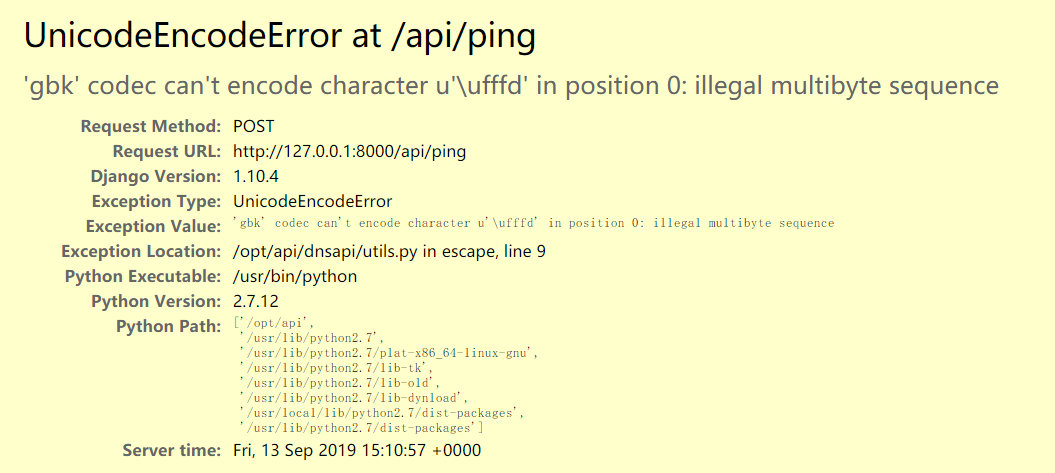 UnicodeEncodeError at /api/ping
'gbk' codec can't encode character u'\ufffd' in position 0: illegal multibyte sequence
Request Method: POST
Request URL: http://127.0.0.1:8000/api/ping
Django Version: 1.10.4
Exception Type: UnicodeEncodeError
Exception Value: 'gbk' codec can't encode character u'\ufffd' in position 0: illegal multibyte sequence
Exception Location: /opt/api/dnsapi/utils.py in escape, line 9
Python Executable: /usr/bin/python
Python Version: 2.7.12
Python Path: ['/opt/api',
'/usr/lib/python2.7',
'/usr/lib/python2.7/plat-x86_64-linux-gnu',
'/usr/lib/python2.7/lib-tk',
'/usr/lib/python2.7/lib-old',
'/usr/lib/python2.7/lib-dynload',
'/usr/local/lib/python2.7/dist-packages',
'/usr/lib/python2.7/dist-packages']
Server time: Fri, 13 Sep 2019 15:10:57 +0000